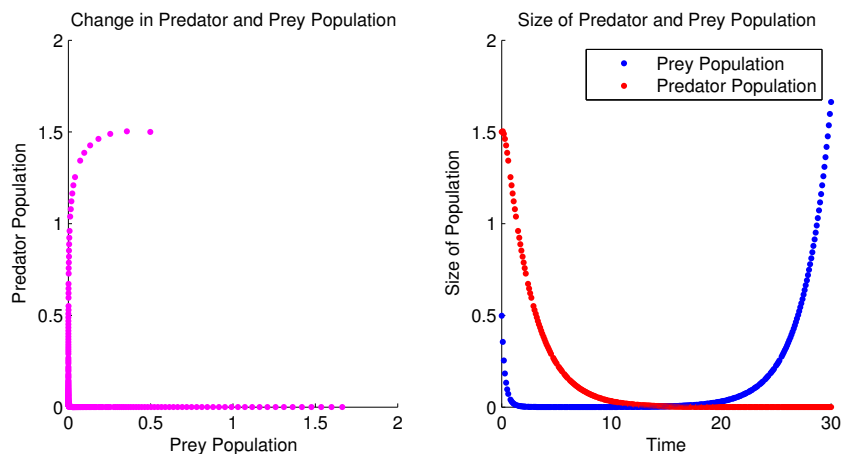 Change in Predator and Prey Population
2
1.5
1
0.5
0
0
0.5
1
1.5
2
Predator Population
Prey Population
Size of Predator and Prey Population
Prey Population
Predator Population
2
1.5
1
0.5
0
0
10
20
30
Size of Population
Time